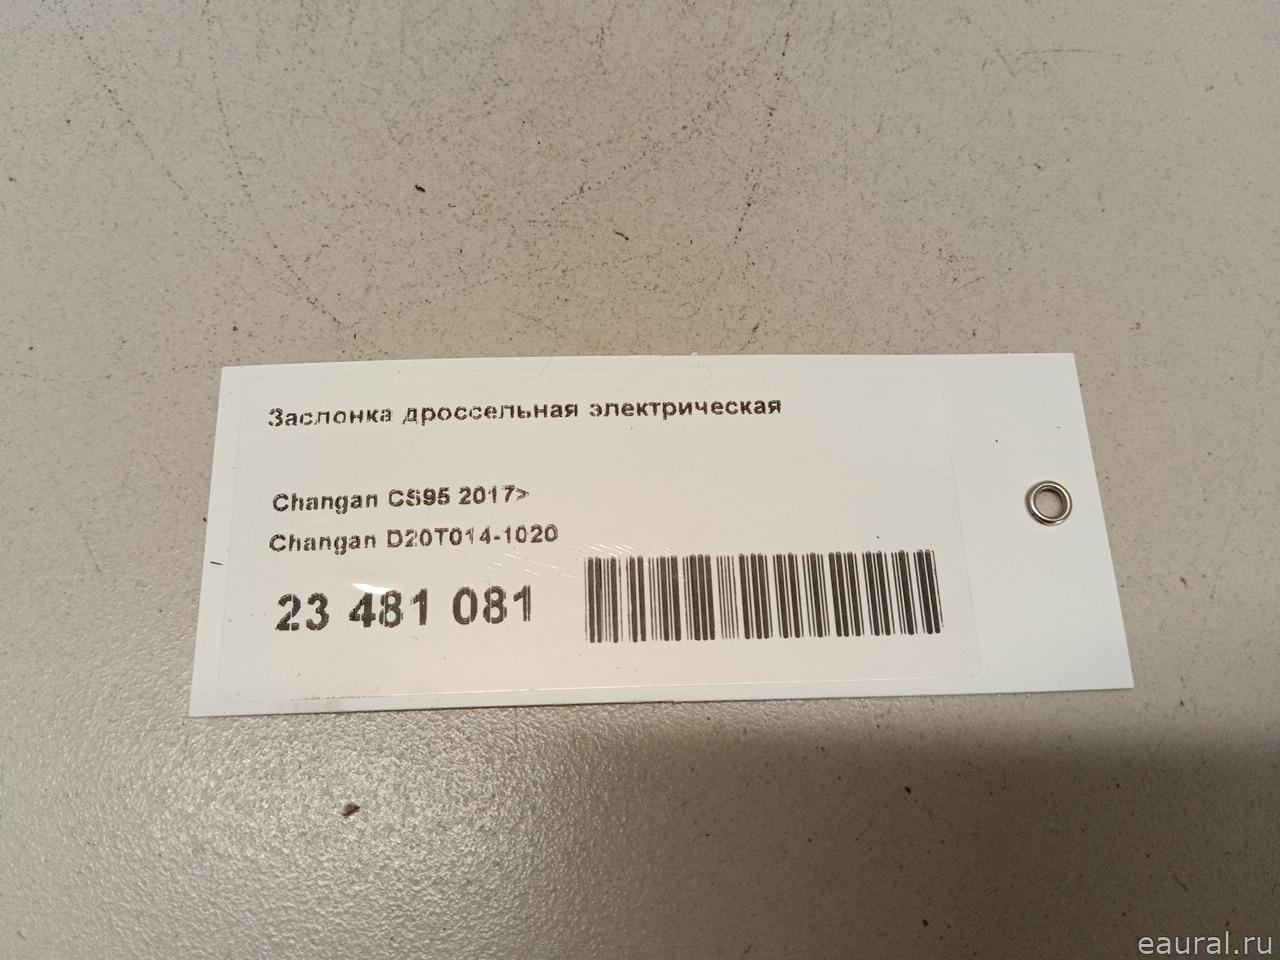 Заслонка дроссельная электрическая
Changan CS95 2017>
Changan D20T014-1020
23 481 081
eaural.ru